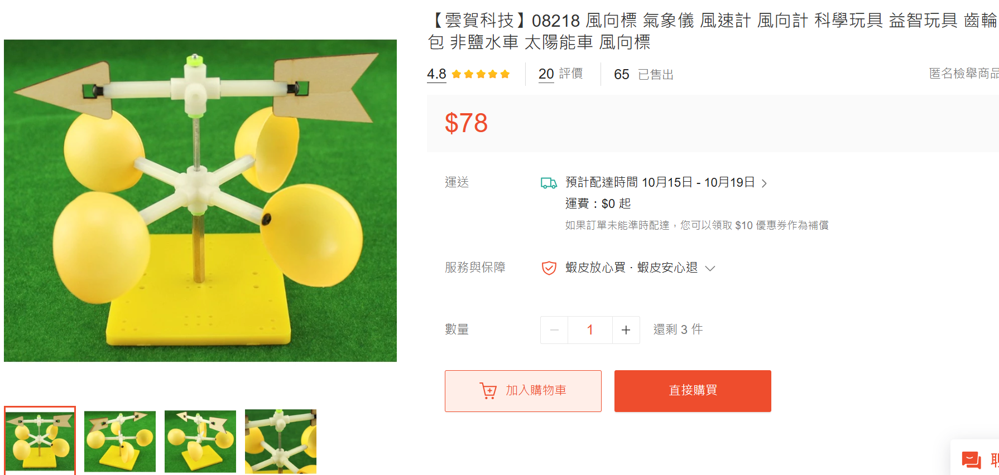 【雲賀科技】08218 風向標 氣象儀 風速計 風向計 科學玩具 益智玩具 齒輪
包 非鹽水車 太陽能車 風向標
4.8
20 評價
65 已售出
匿名檢舉商品
$78
運送
預計配達時間 10月15日 - 10月19日
運費：$0 起
如果訂單未能準時配達，您可以領取 $10 優惠券作為補償
服務與保障
蝦皮放心買 · 蝦皮安心退
數量
1
還剩 3 件
加入購物車
直接購買